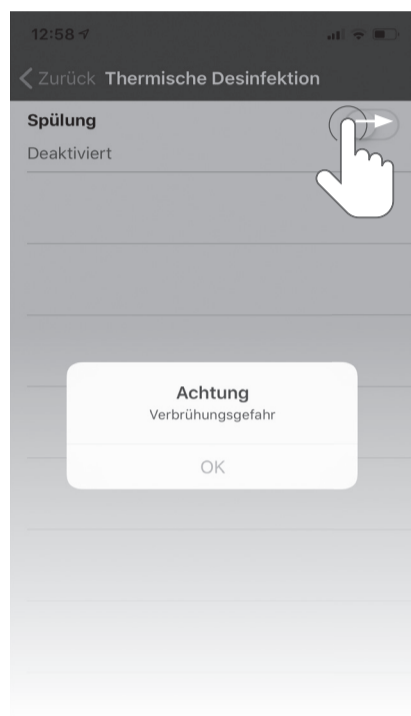 12:58
Zurück Thermische Desinfektion
Spülung
Deaktiviert
Achtung
Verbrühungsgefahr
OK